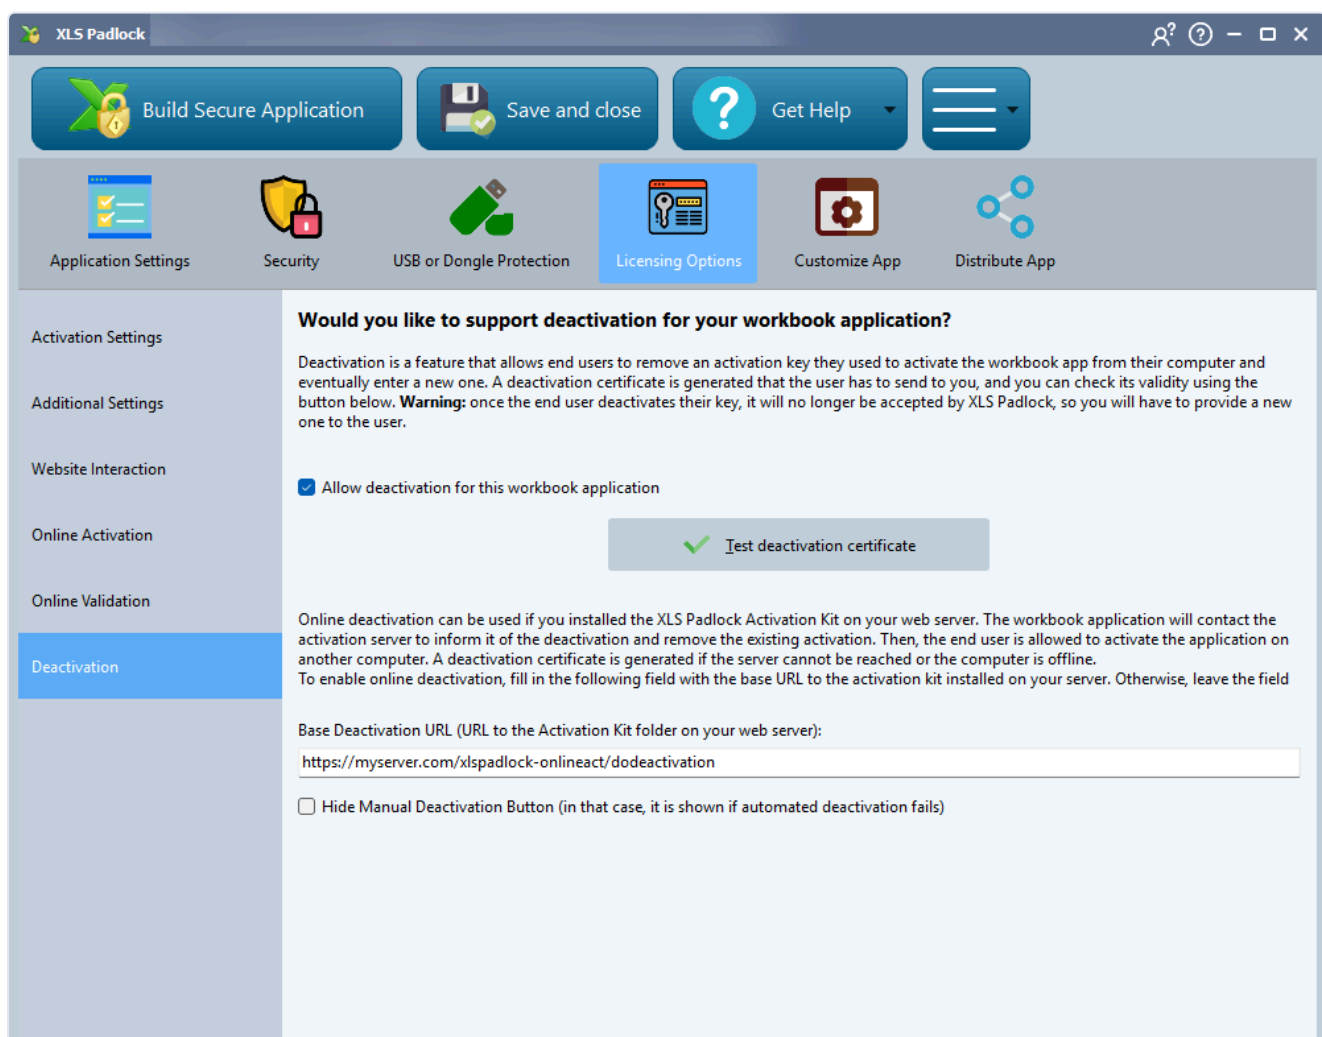 XLS Padlock
Build Secure Application
Save and close
Get Help
Application Settings
Security
USB or Dongle Protection
Licensing Options
Customize App
Distribute App
Activation Settings
Additional Settings
Website Interaction
Online Activation
Online Validation
Deactivation
Would you like to support deactivation for your workbook application?
Deactivation is a feature that allows end users to remove an activation key they used to activate the workbook app from their computer and
eventually enter a new one. A deactivation certificate is generated that the user has to send to you, and you can check its validity using the
button below. Warning: once the end user deactivates their key, it will no longer be accepted by XLS Padlock, so you will have to provide a new
one to the user.
Allow deactivation for this workbook application
Test deactivation certificate
Online deactivation can be used if you installed the XLS Padlock Activation Kit on your web server. The workbook application will contact the
activation server to inform it of the deactivation and remove the existing activation. Then, the end user is allowed to activate the application on
another computer. A deactivation certificate is generated if the server cannot be reached or the computer is offline.
To enable online deactivation, fill in the following field with the base URL to the activation kit installed on your server. Otherwise, leave the field
Base Deactivation URL (URL to the Activation Kit folder on your web server):
https://myserver.com/xlspadlock-onlineact/dodeactivation
Hide Manual Deactivation Button (in that case, it is shown if automated deactivation fails)